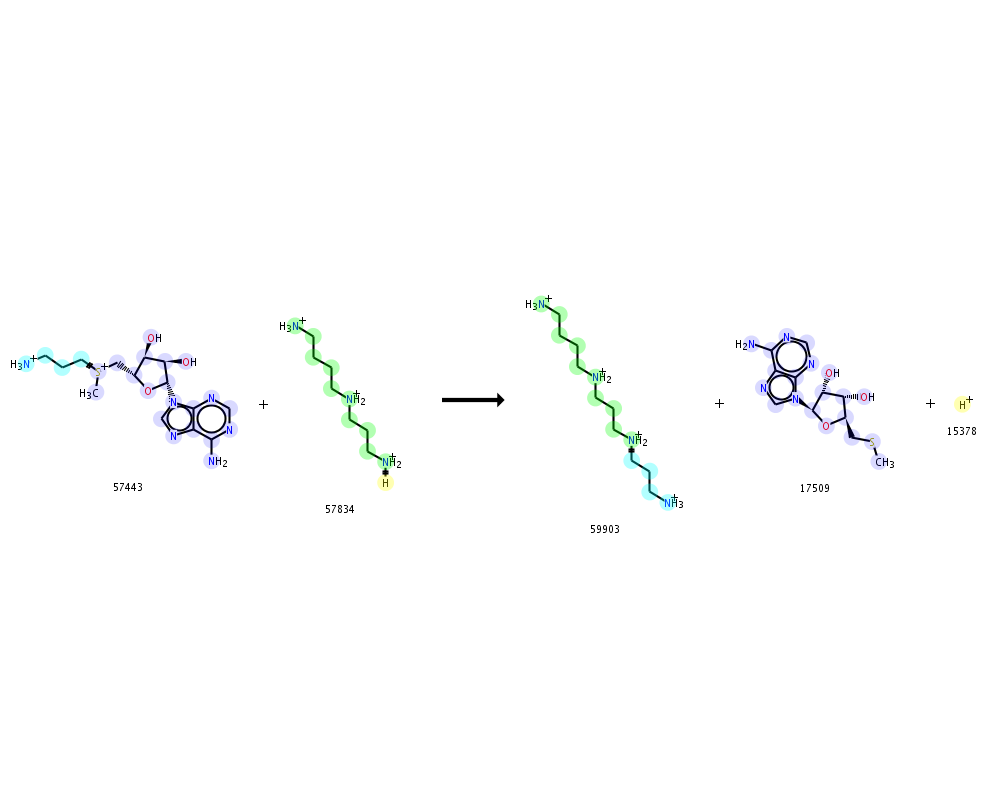 H₃N⁺ S⁺ H₃C O OH OH N N N N NH₂
57443
+
H₃N⁺ NH₂⁺ NH₂⁺ H
57834
H₃N⁺ NH₂⁺ NH₂⁺ NH₃⁺
59903
+
H₂N N N N N OH OH O S CH₃
17509
+
H⁺
15378